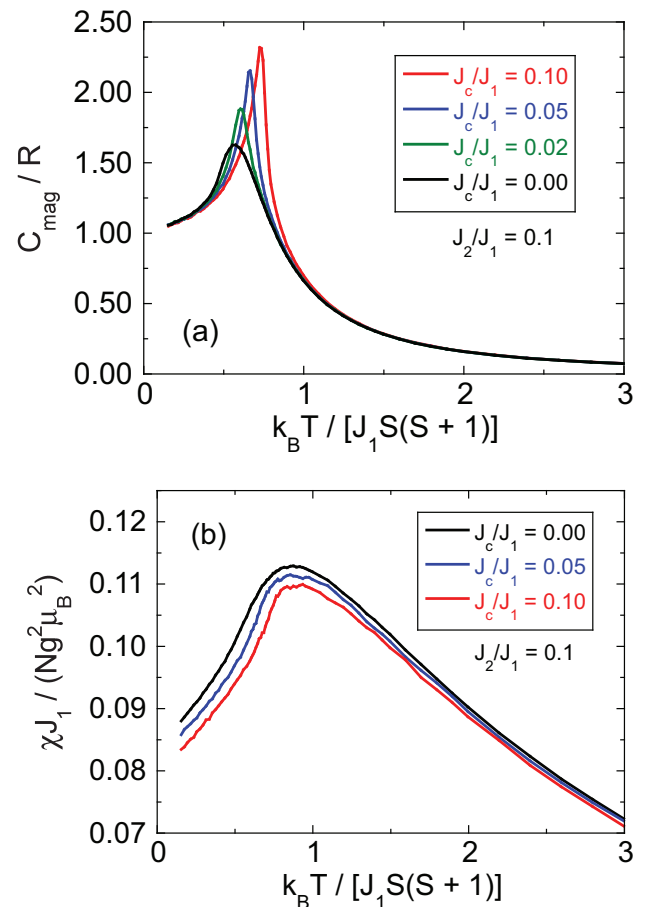 2.50
2.00
1.50
1.00
0.50
0.00
C_mag / R
J_c/J_1 = 0.10
J_c/J_1 = 0.05
J_c/J_1 = 0.02
J_c/J_1 = 0.00
J_2/J_1 = 0.1
(a)
0 1 2 3
k_BT / [J_1S(S + 1)]
0.12
0.11
0.10
0.09
0.08
0.07
χJ_1 / (Ng^2μ_B^2)
(b)
J_c/J_1 = 0.00
J_c/J_1 = 0.05
J_c/J_1 = 0.10
J_2/J_1 = 0.1
0 1 2 3
k_BT / [J_1S(S + 1)]